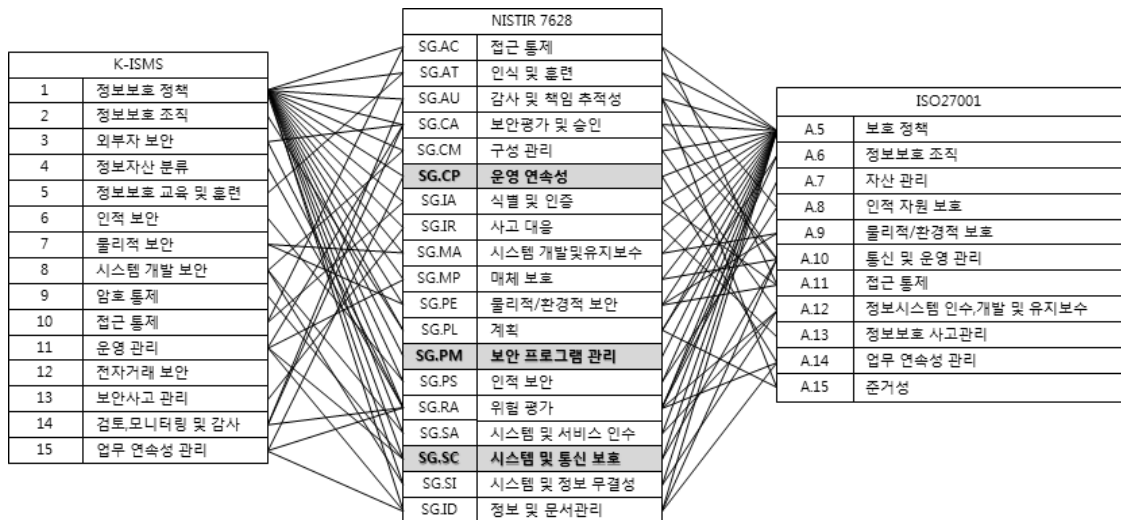 K-ISMS
1 정보보호 정책
2 정보보호 조직
3 외부자 보안
4 정보자산 분류
5 정보보호 교육 및 훈련
6 인적 보안
7 물리적 보안
8 시스템 개발 보안
9 암호 통제
10 접근 통제
11 운영 관리
12 전자거래 보안
13 보안사고 관리
14 검토,모니터링 및 감사
15 업무 연속성 관리
NISTIR 7628
SG.AC 접근 통제
SG.AT 인식 및 훈련
SG.AU 감사 및 책임 추적성
SG.CA 보안평가 및 승인
SG.CM 구성 관리
SG.CP 운영 연속성
SG.IA 식별 및 인증
SG.IR 사고 대응
SG.MA 시스템 개발및유지보수
SG.MP 매체 보호
SG.PE 물리적/환경적 보안
SG.PL 계획
SG.PM 보안 프로그램 관리
SG.PS 인적 보안
SG.RA 위험 평가
SG.SA 시스템 및 서비스 인수
SG.SC 시스템 및 통신 보호
SG.SI 시스템 및 정보 무결성
SG.ID 정보 및 문서관리
ISO27001
A.5 보호 정책
A.6 정보보호 조직
A.7 자산 관리
A.8 인적 자원 보호
A.9 물리적/환경적 보호
A.10 통신 및 운영 관리
A.11 접근 통제
A.12 정보시스템 인수,개발 및 유지보수
A.13 정보보호 사고관리
A.14 업무 연속성 관리
A.15 준거성